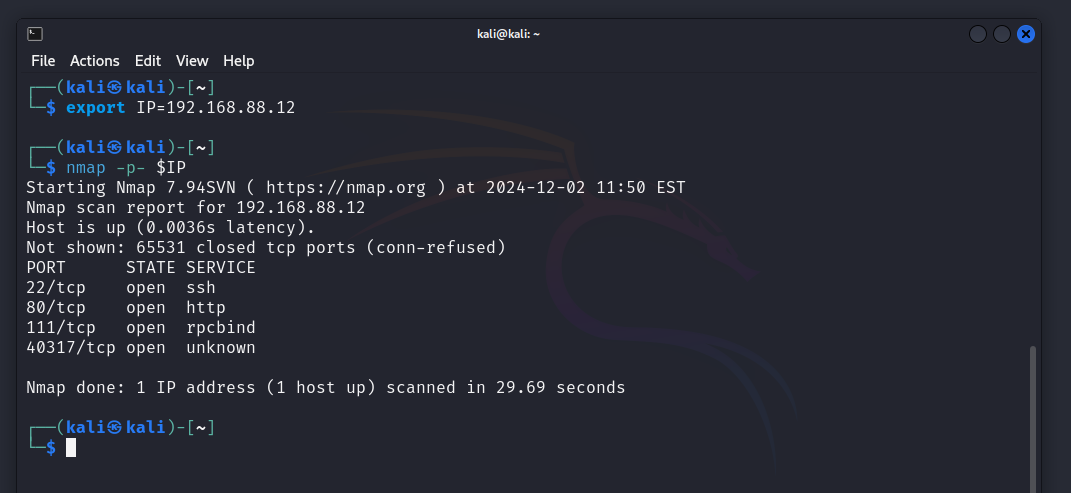 kali@kali: ~
File Actions Edit View Help
┌──(kali㉿kali)-[~]
└─$ export IP=192.168.88.12
┌──(kali㉿kali)-[~]
└─$ nmap -p- $IP
Starting Nmap 7.94SVN ( https://nmap.org ) at 2024-12-02 11:50 EST
Nmap scan report for 192.168.88.12
Host is up (0.0036s latency).
Not shown: 65531 closed tcp ports (conn-refused)
PORT      STATE SERVICE
22/tcp    open  ssh
80/tcp    open  http
111/tcp   open  rpcbind
40317/tcp open  unknown
Nmap done: 1 IP address (1 host up) scanned in 29.69 seconds
┌──(kali㉿kali)-[~]
└─$